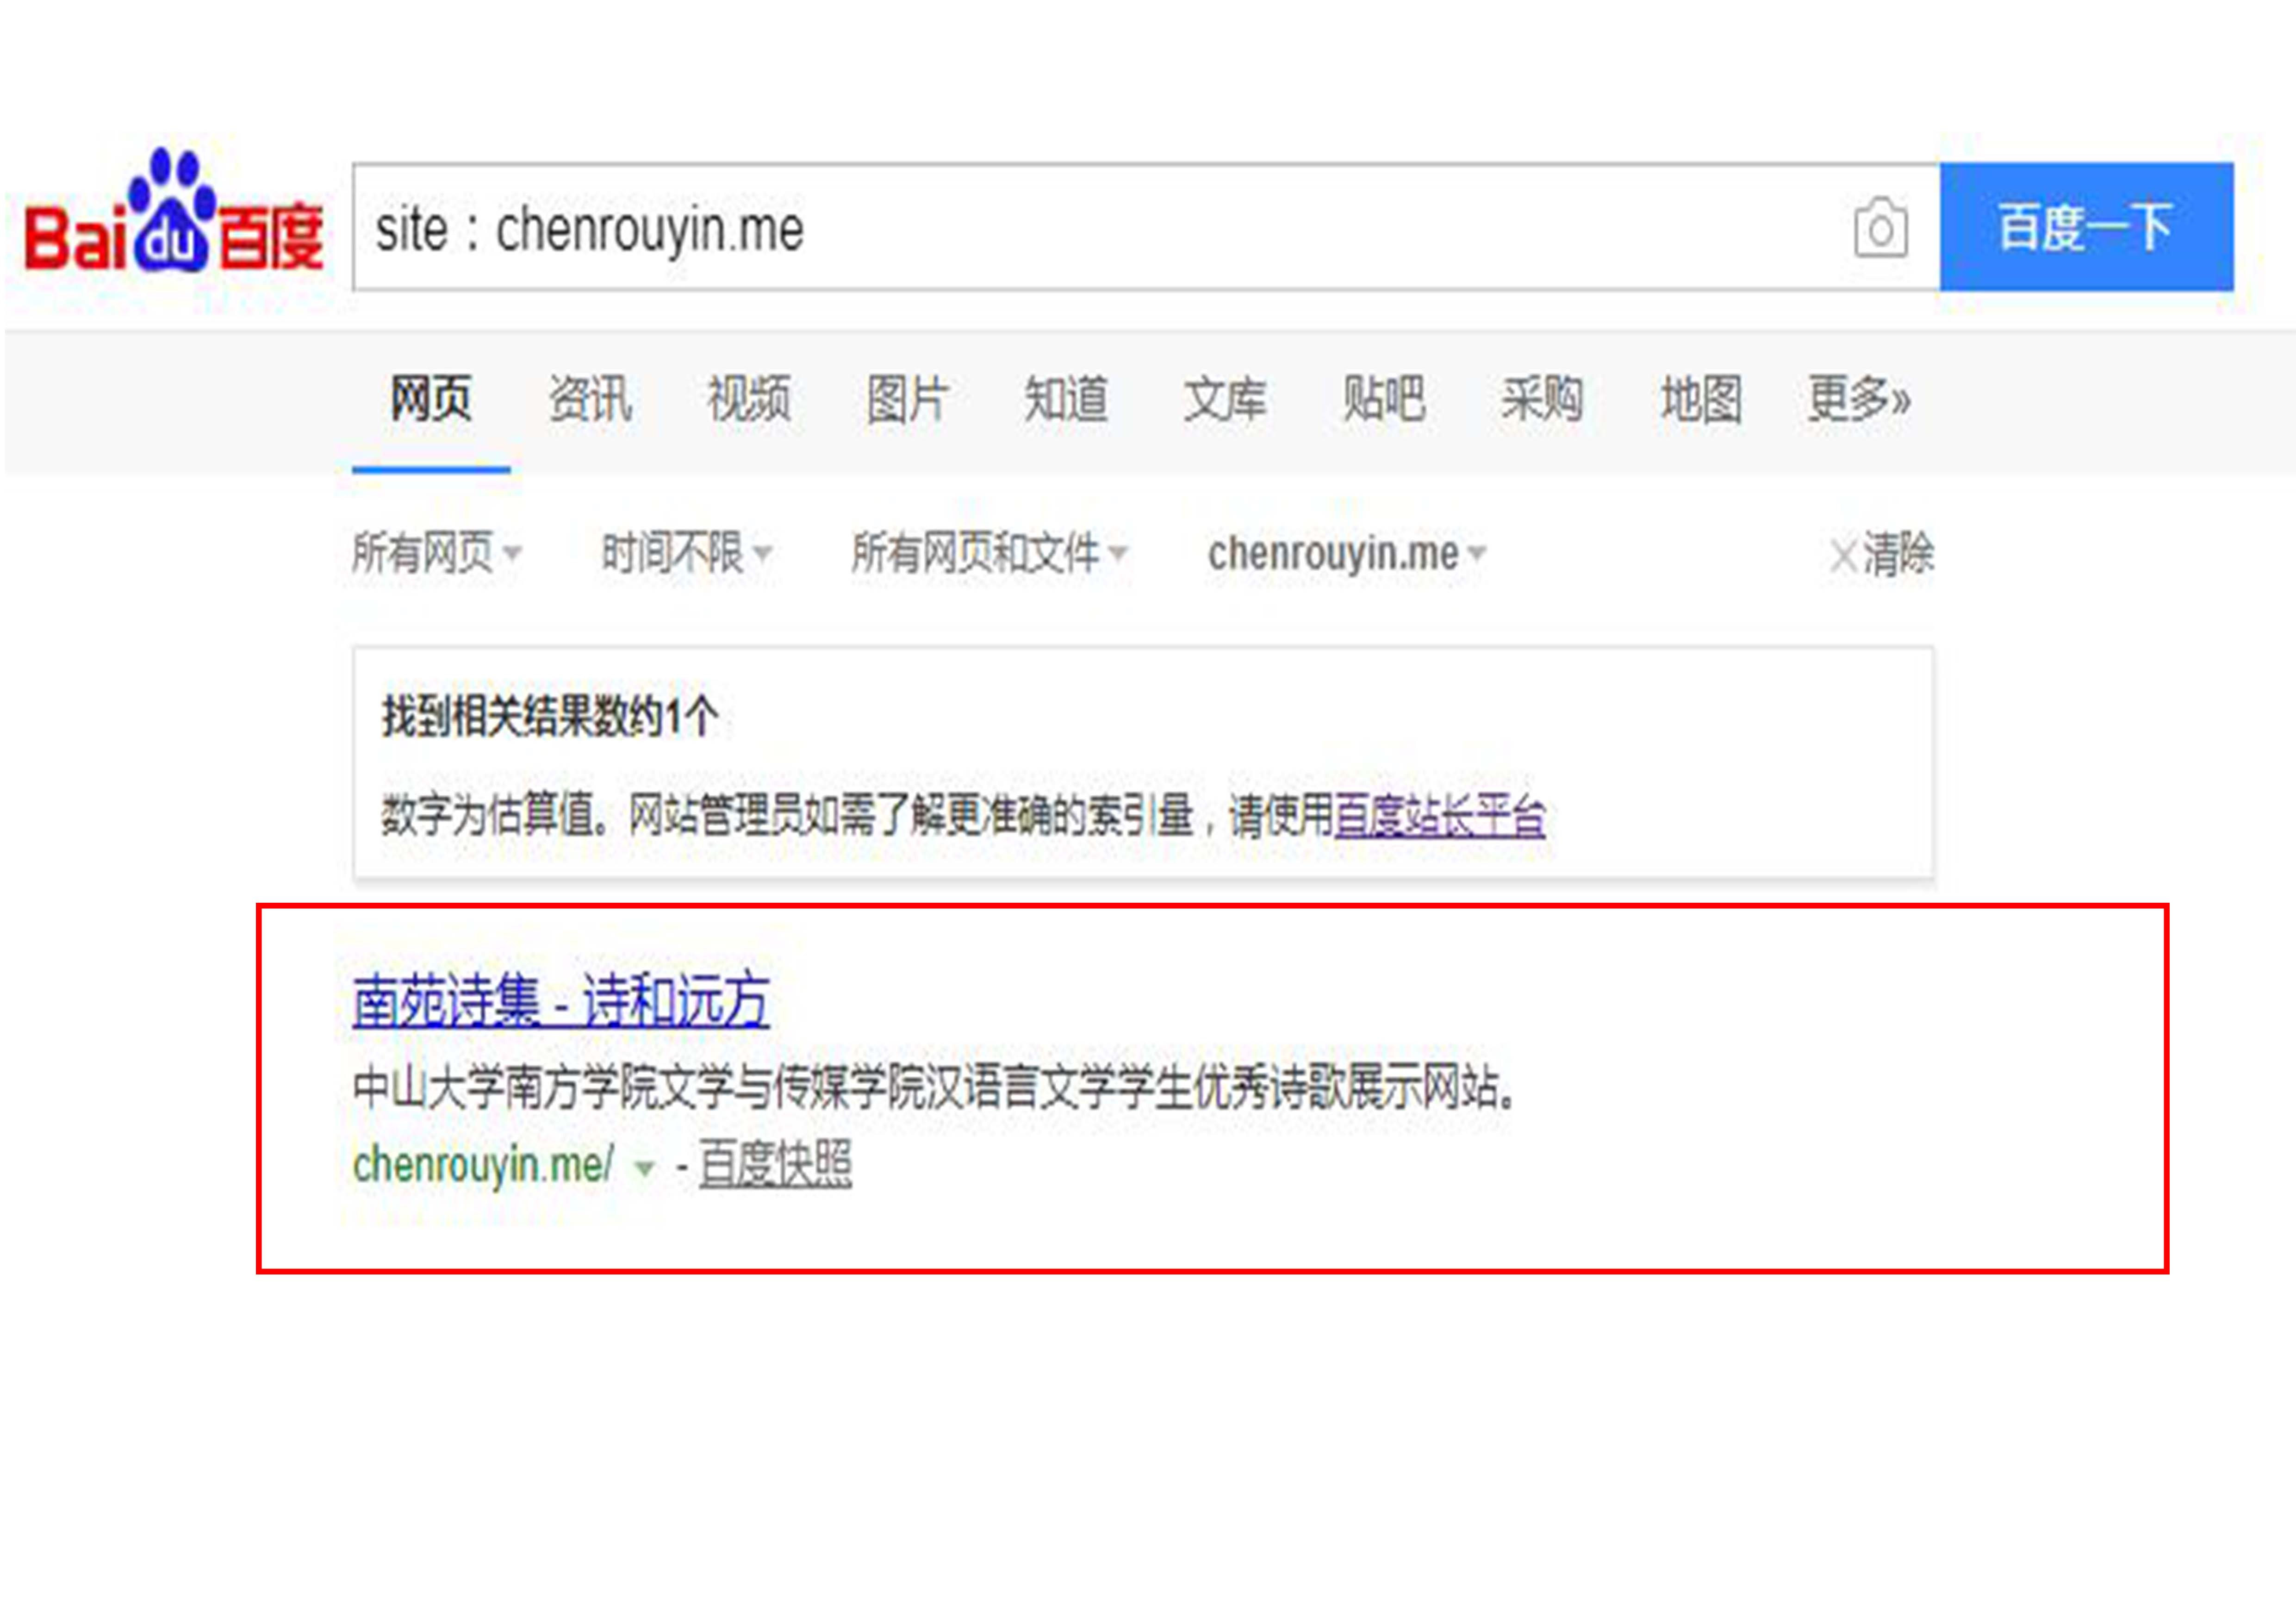 Baidu百度 site：chenrouyin.me 百度一下
网页 资讯 视频 图片 知道 文库 贴吧 采购 地图 更多»
所有网页 时间不限 所有网页和文件 chenrouyin.me ×清除
找到相关结果数约1个
数字为估算值。网站管理员如需了解更准确的索引量，请使用百度站长平台
南苑诗集 - 诗和远方
中山大学南方学院文学与传媒学院汉语言文学学生优秀诗歌展示网站。
chenrouyin.me/ - 百度快照